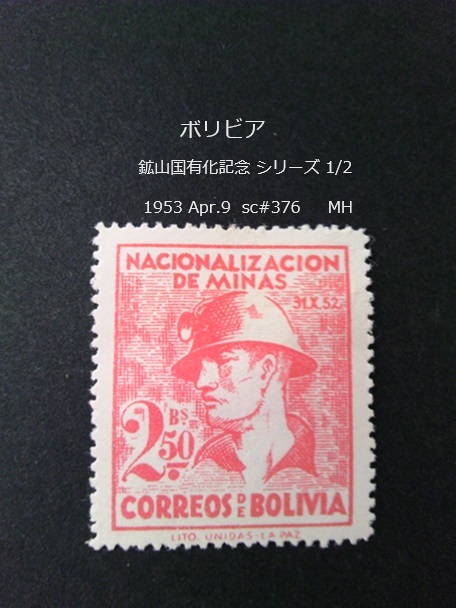 ボリビア
鉱山国有化記念 シリーズ 1/2
1953 Apr.9 sc#376 MH
NACIONALIZACION
DE MINAS
31.X.52.
2.50 Bs.
CORREOS DE BOLIVIA
LITO. UNIDAS-LA PAZ